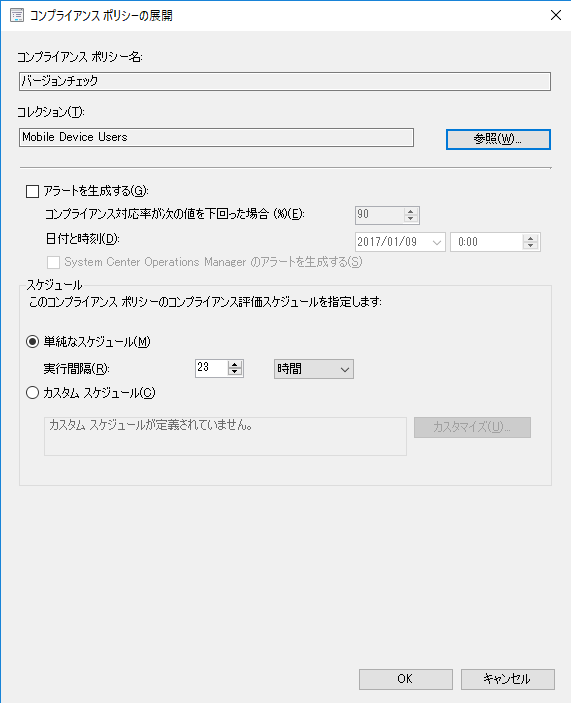 コンプライアンス ポリシーの展開
コンプライアンス ポリシー名:
バージョンチェック
コレクション(T):
Mobile Device Users
参照(W)...
アラートを生成する(G):
コンプライアンス対応率が次の値を下回った場合 (%)(E):
90
日付と時刻(D):
2017/01/09
0:00
System Center Operations Manager のアラートを生成する(S)
スケジュール
このコンプライアンス ポリシーのコンプライアンス評価スケジュールを指定します:
単純なスケジュール(M)
実行間隔(R):
23
時間
カスタム スケジュール(C)
カスタム スケジュールが定義されていません。
カスタマイズ(U)...
OK
キャンセル